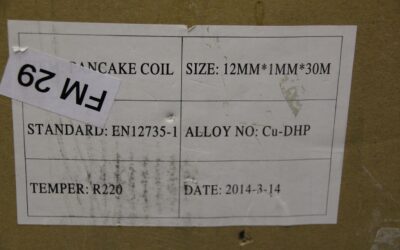 PANCAKE COIL SIZE: 12MM*1MM*30M
FM 29
STANDARD: EN12735-1 ALLOY NO: Cu-DHP
TEMPER: R220 DATE: 2014-3-14